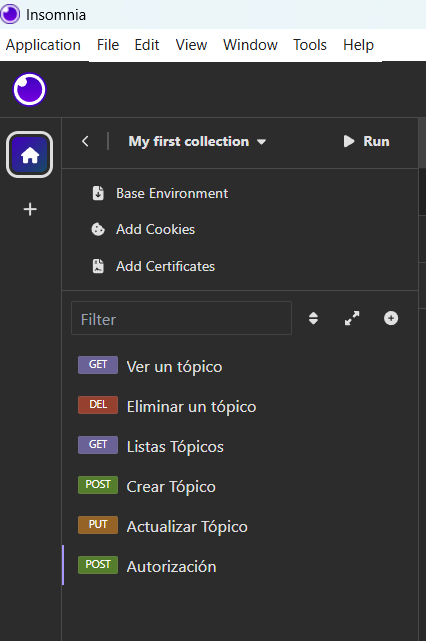 Insomnia
Application File Edit View Window Tools Help
My first collection Run
Base Environment
Add Cookies
Add Certificates
Filter
GET Ver un tópico
DEL Eliminar un tópico
GET Listas Tópicos
POST Crear Tópico
PUT Actualizar Tópico
POST Autorización